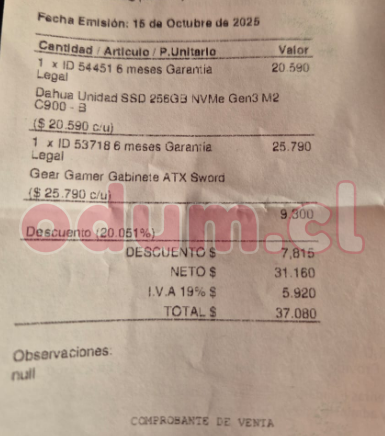 Fecha Emisión: 15 de Octubre de 2025
Cantidad / Artículo / P.Unitario Valor
1 x ID 54451 6 meses Garantía 20.590
Legal
Dahua Unidad SSD 256GB NVMe Gen3 M2
C900 - B
($ 20.590 c/u)
1 x ID 53718 6 meses Garantía 25.790
Legal
Gear Gamer Gabinete ATX Sword
($ 25.790 c/u)
odum.cl
9.300
Descuento (20.051%)
DESCUENTO $ 7.815
NETO $ 31.160
I.V.A 19% $ 5.920
TOTAL $ 37.080
Observaciones:
null
COMPROBANTE DE VENTA